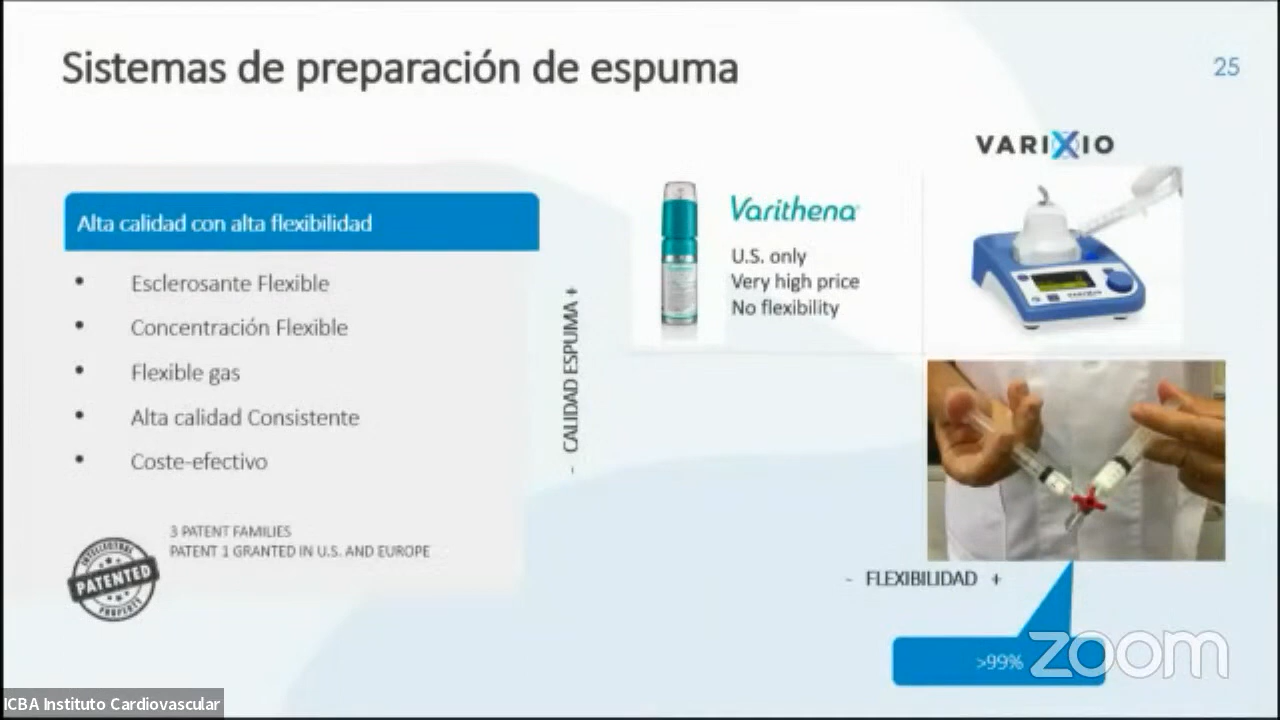 Sistemas de preparación de espuma
25
VARIXIO
Alta calidad con alta flexibilidad
• Esclerosante Flexible
• Concentración Flexible
• Flexible gas
• Alta calidad Consistente
• Coste-efectivo
3 PATENT FAMILIES
PATENT 1 GRANTED IN U.S. AND EUROPE
INTELLECTUAL
PATENTED
PROPERTY
- CALIDAD ESPUMA +
Varithena
U.S. only
Very high price
No flexibility
- FLEXIBILIDAD +
>99%
zoom
ICBA Instituto Cardiovascular